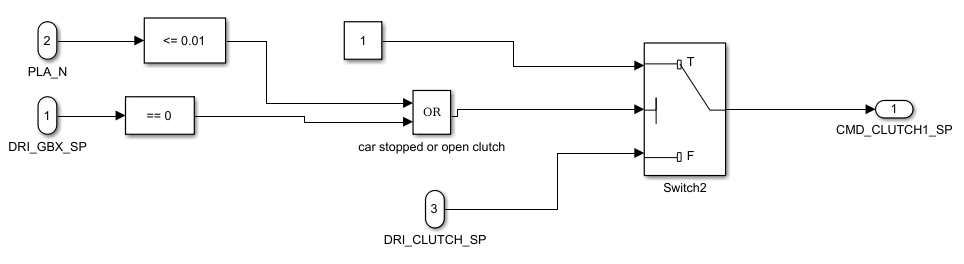 2
<= 0.01
PLA_N
1
T
1
== 0
OR
1
DRI_GBX_SP
CMD_CLUTCH1_SP
car stopped or open clutch
F
Switch2
3
DRI_CLUTCH_SP